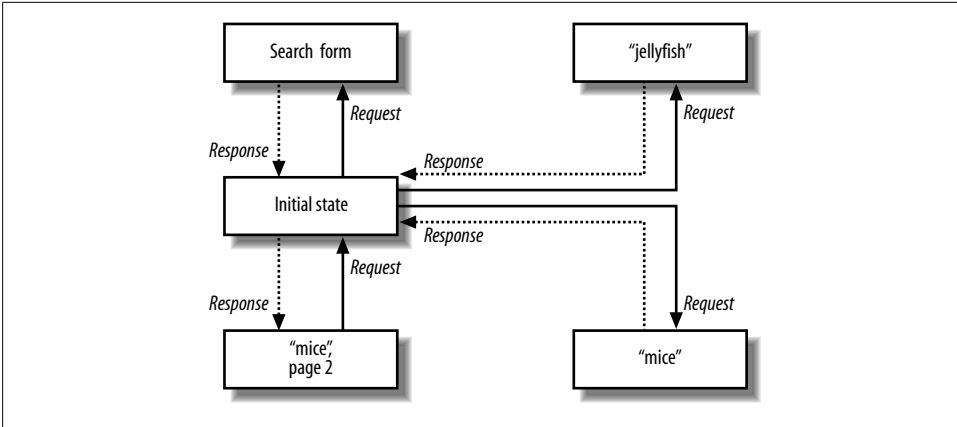 Search form
“jellyfish”
Request
Request
Response
Response
Initial state
Response
Request
Response
Request
“mice”,
page 2
“mice”